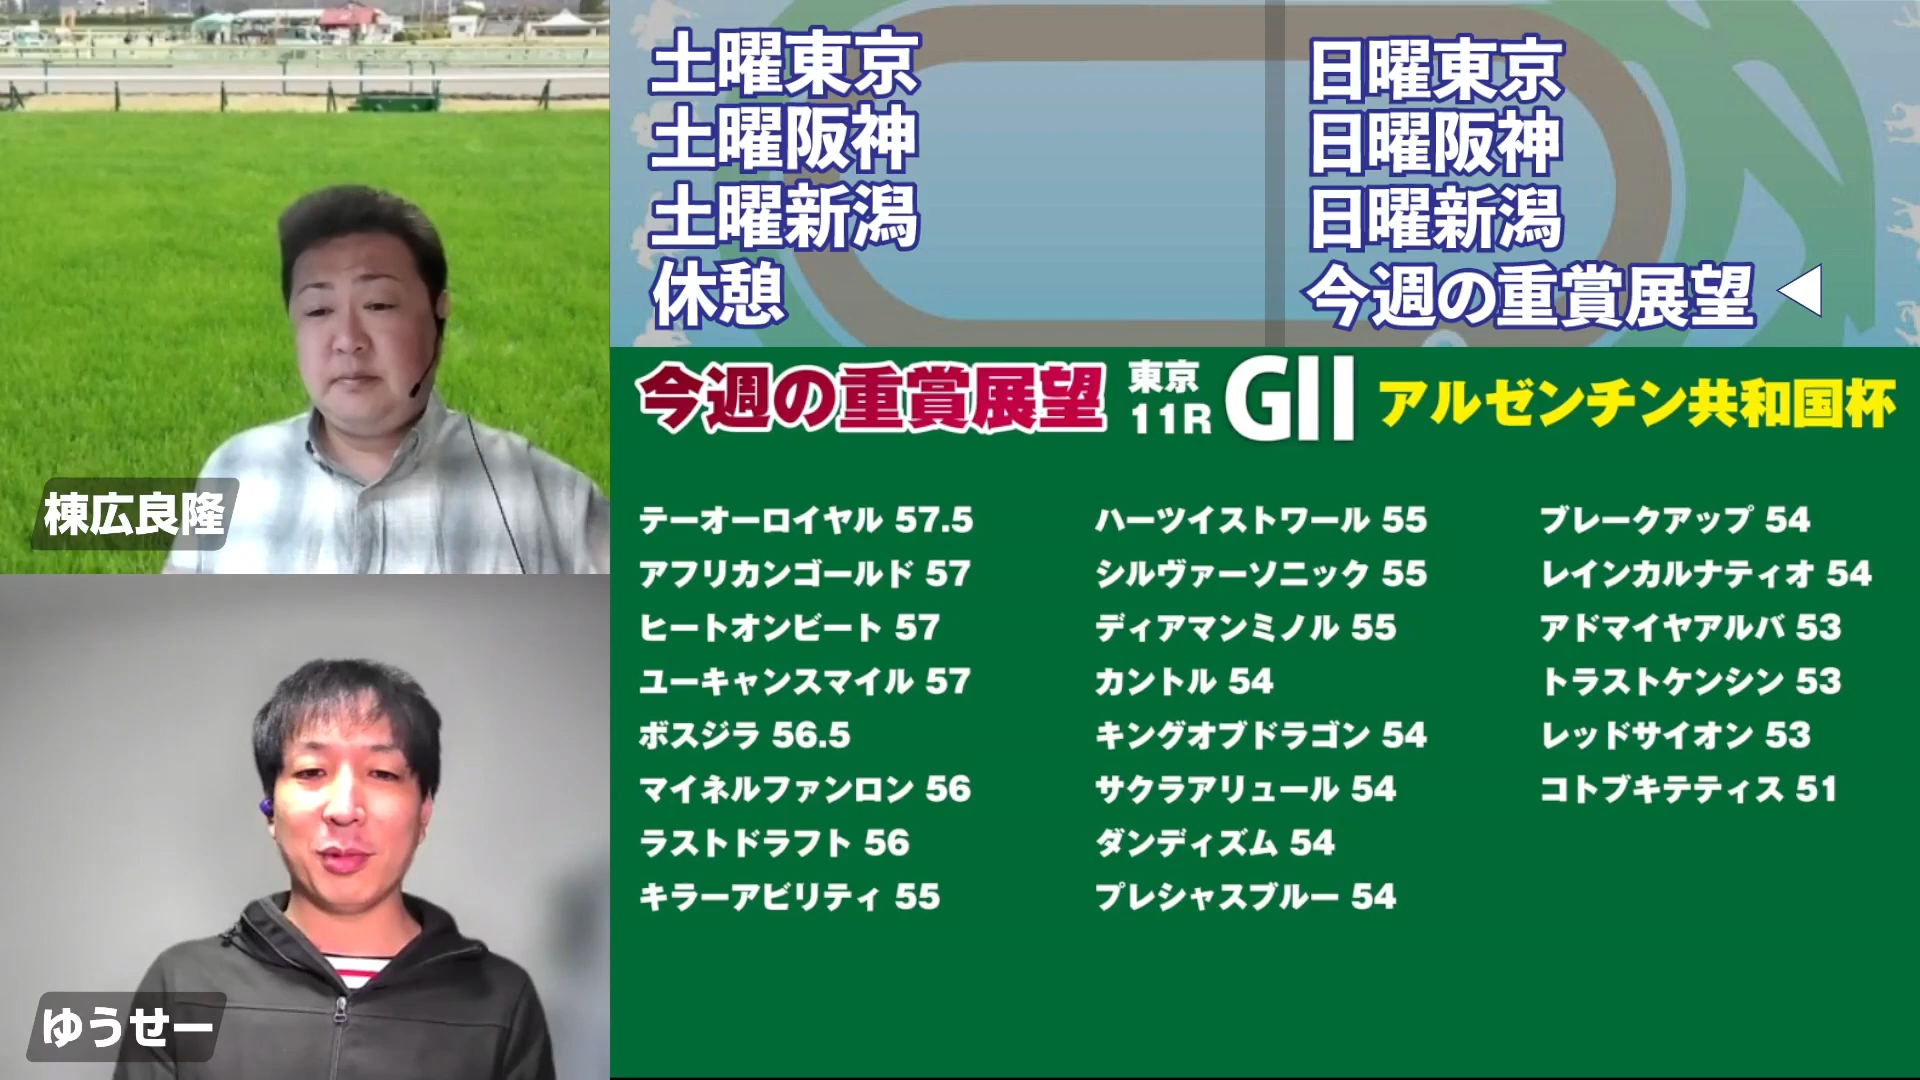 土曜東京
土曜阪神
土曜新潟
休憩
日曜東京
日曜阪神
日曜新潟
今週の重賞展望 ◀
今週の重賞展望 東京 11R GII アルゼンチン共和国杯
テーオーロイヤル 57.5
アフリカンゴールド 57
ヒートオンビート 57
ユーキャンスマイル 57
ボスジラ 56.5
マイネルファンロン 56
ラストドラフト 56
キラーアビリティ 55
ハーツイストワール 55
シルヴァーソニック 55
ディアマンミノル 55
カントル 54
キングオブドラゴン 54
サクラアリュール 54
ダンディズム 54
プレシャスブルー 54
ブレークアップ 54
レインカルナティオ 54
アドマイヤアルバ 53
トラストケンシン 53
レッドサイオン 53
コトブキテティス 51
棟広良隆
ゆうせー